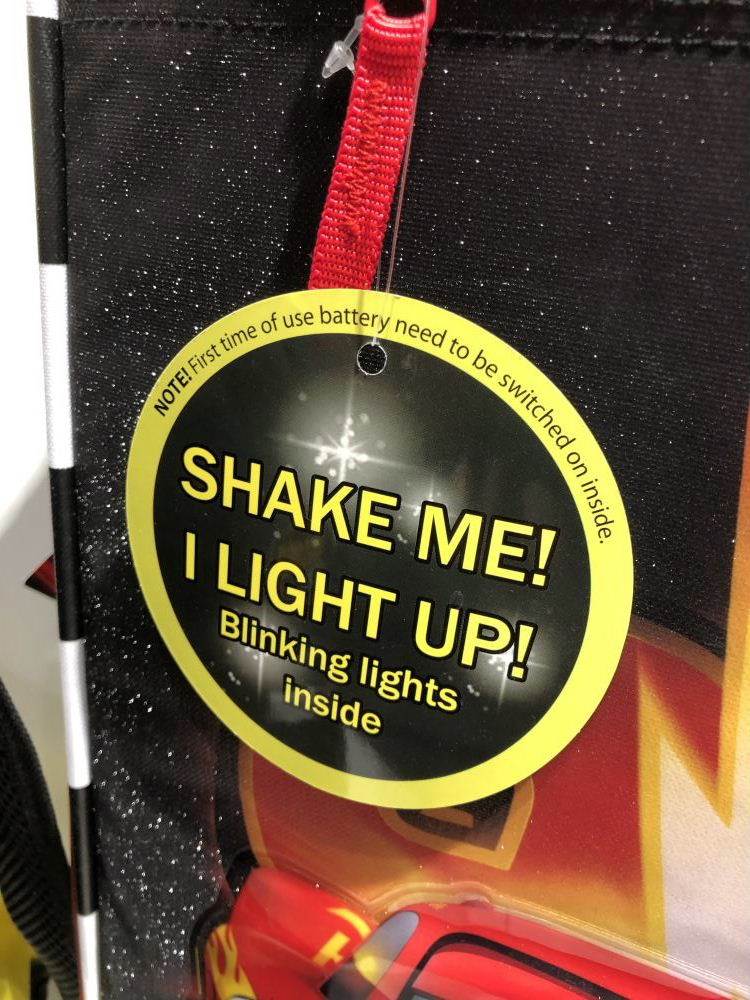 NOTE! First time of use battery need to be switched on inside.
SHAKE ME!
I LIGHT UP!
Blinking lights
inside